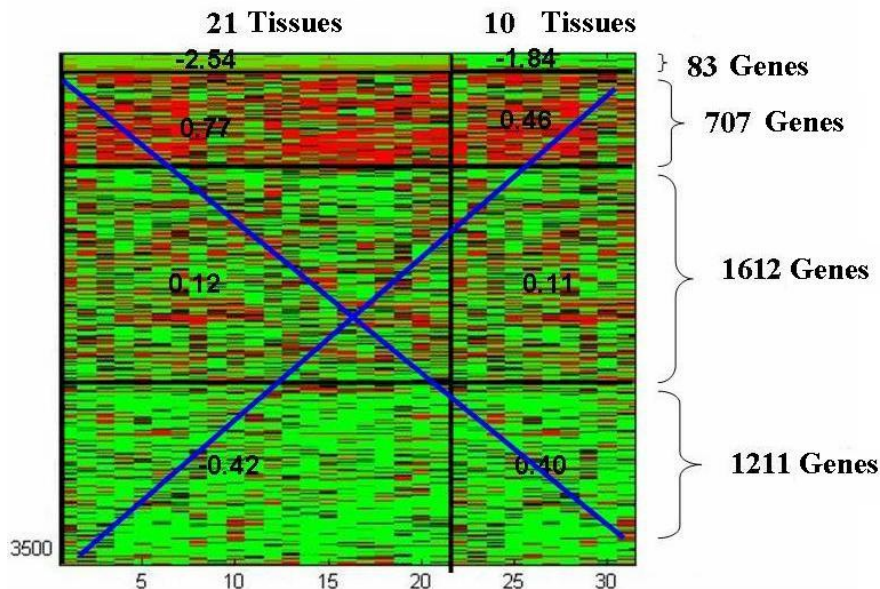 21 Tissues 10 Tissues
-2.54 -1.84
83 Genes
0.77 0.46
707 Genes
0.12 0.11
1612 Genes
-0.42 0.40
1211 Genes
3500
5 10 15 20 25 30